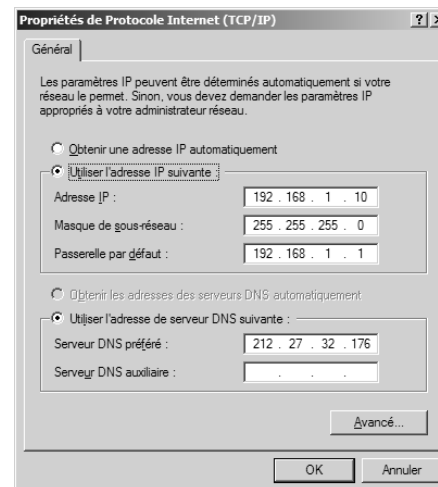 Propriétés de Protocole Internet (TCP/IP)
Général
Les paramètres IP peuvent être déterminés automatiquement si votre
réseau le permet. Sinon, vous devez demander les paramètres IP
appropriés à votre administrateur réseau.
Obtenir une adresse IP automatiquement
Utiliser l'adresse IP suivante :
Adresse IP : 192 . 168 . 1 . 10
Masque de sous-réseau : 255 . 255 . 255 . 0
Passerelle par défaut : 192 . 168 . 1 . 1
Obtenir les adresses des serveurs DNS automatiquement
Utiliser l'adresse de serveur DNS suivante :
Serveur DNS préféré : 212 . 27 . 32 . 176
Serveur DNS auxiliaire : . . .
Avancé...
OK Annuler